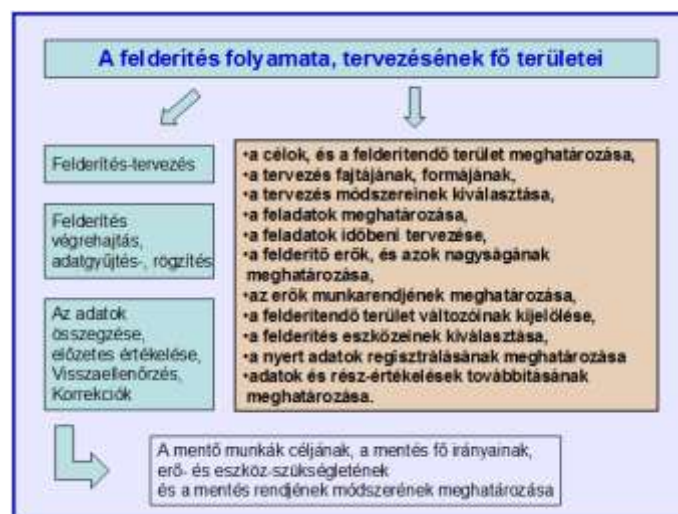 A felderítés folyamata, tervezésének fő területei
Felderítés-tervezés
Felderítés
végrehajtás,
adatgyűjtés-, rögzítés
Az adatok
összegzése,
előzetes értékelése,
Visszaellenőrzés,
Korrekciók
•a célok, és a felderítendő terület meghatározása,
•a tervezés fajtájának, formájának,
•a tervezés módszereinek kiválasztása,
•a feladatok meghatározása,
•a feladatok időbeni tervezése,
•a felderítő erők, és azok nagyságának
meghatározása,
•az erők munkarendjének meghatározása,
•a felderítendő terület változóinak kijelölése,
•a felderítés eszközeinek kiválasztása,
•a nyert adatok regisztrálásának meghatározása
•adatok és rész-értékelések továbbításának
meghatározása.
A mentő munkák céljának, a mentés fő irányainak,
erő- és eszköz-szükségletének
és a mentés rendjének módszerének meghatározása